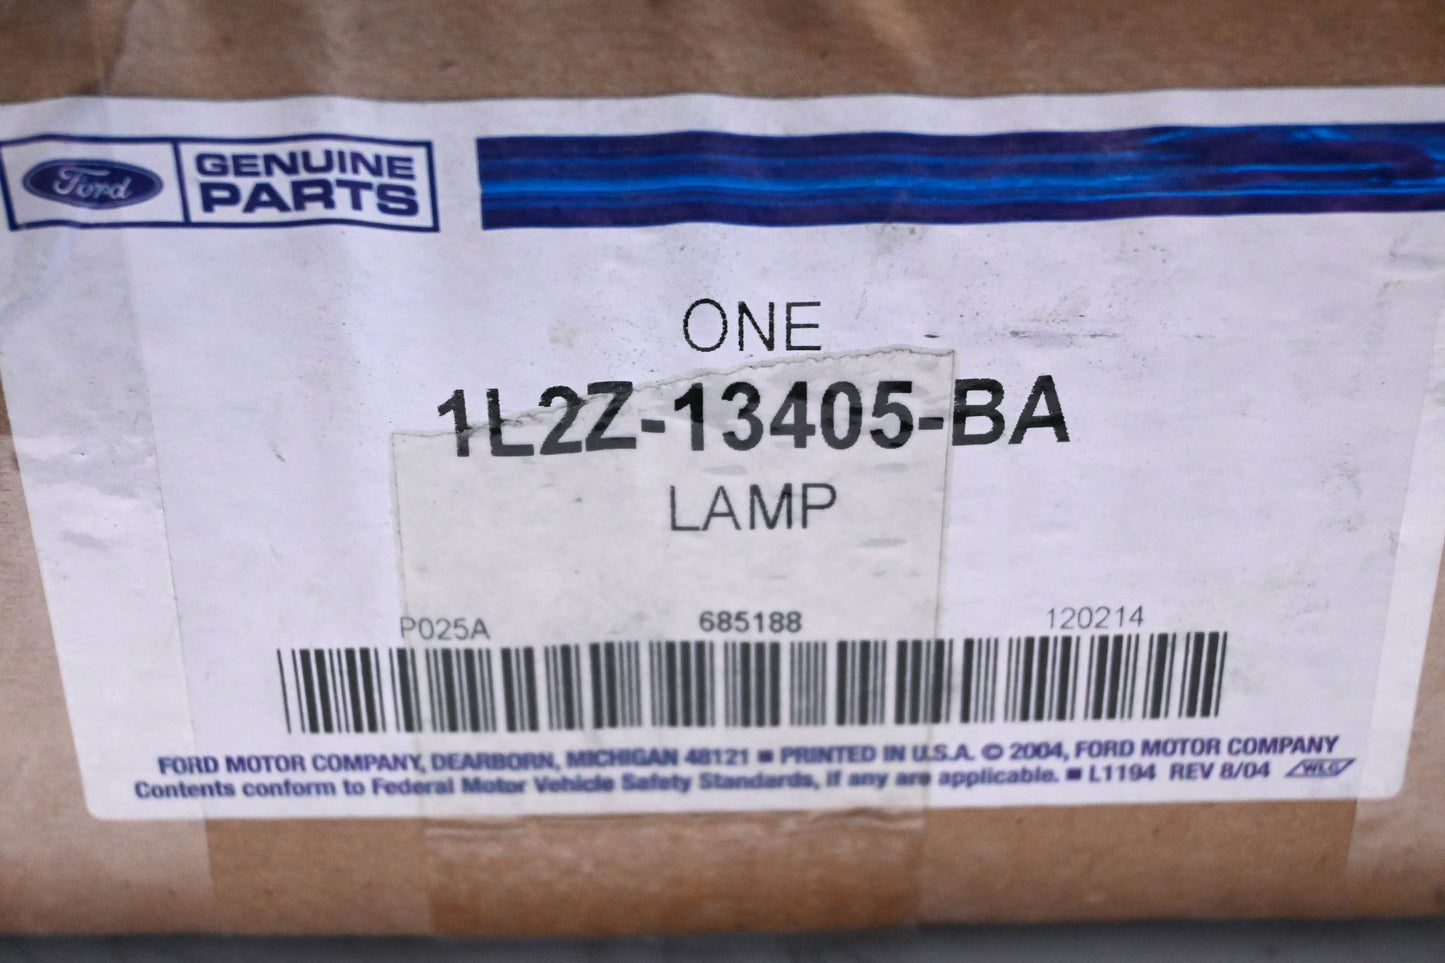 Ford GENUINE
PARTS
ONE
1L2Z-13405-BA
LAMP
P025A 685188 120214
FORD MOTOR COMPANY, DEARBORN, MICHIGAN 48121 ■ PRINTED IN U.S.A. © 2004, FORD MOTOR COMPANY
Contents conform to Federal Motor Vehicle Safety Standards, if any are applicable. ■ L1194 REV 8/04 WLG